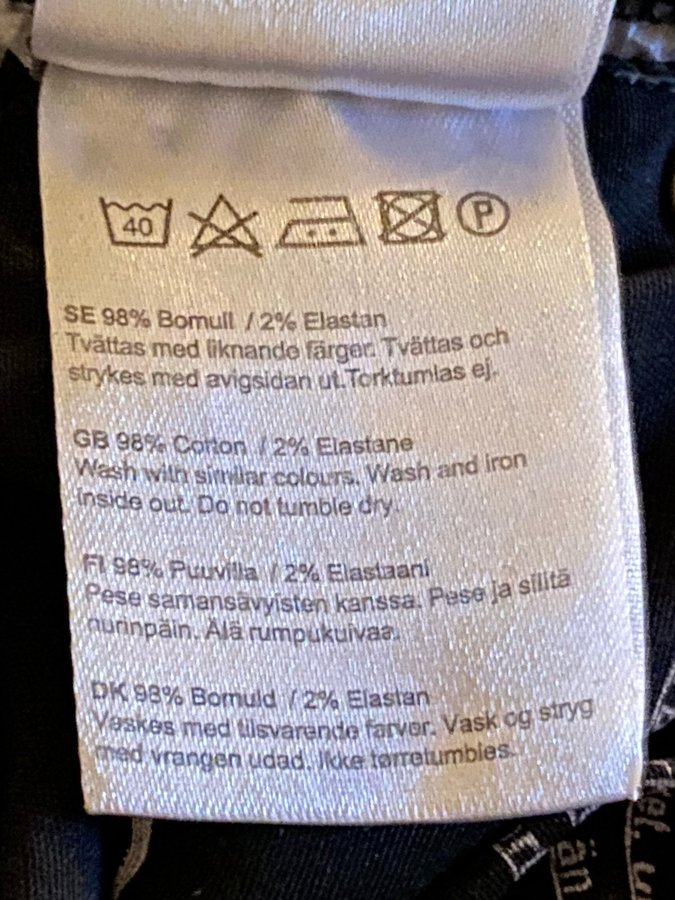 40 P
SE 98% Bomull / 2% Elastan
Tvättas med liknande färger. Tvättas och
strykes med avigsidan ut. Torktumlas ej.
GB 98% Cotton / 2% Elastane
Wash with similar colours. Wash and iron
inside out. Do not tumble dry.
FI 98% Puuvilla / 2% Elastaani
Pese samansävyisten kanssa. Pese ja silitä
nurinpäin. Älä rumpukuivaa.
DK 98% Bomuld / 2% Elastan
Vaskes med tilsvarende farver. Vask og stryg
med vrangen udad. Ikke tørretumbles.